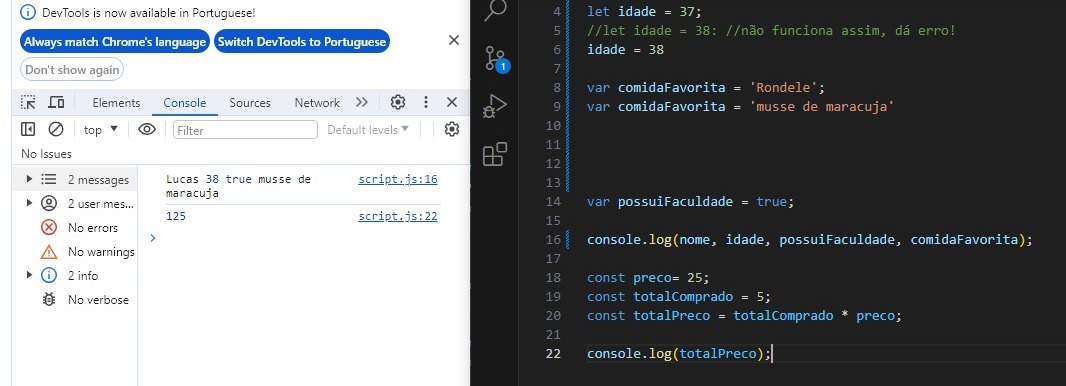 DevTools is now available in Portuguese!
Always match Chrome's language
Switch DevTools to Portuguese
Don't show again
Elements Console Sources Network
top Filter Default levels
No Issues
2 messages
2 user mes...
No errors
No warnings
2 info
No verbose
Lucas 38 true musse de maracuja script.js:16
125 script.js:22
1
4 let idade = 37;
5 //let idade = 38: //não funciona assim, dá erro!
6 idade = 38
7
8 var comidaFavorita = 'Rondele';
9 var comidaFavorita = 'musse de maracuja'
10
11
12
13
14 var possuiFaculdade = true;
15
16 console.log(nome, idade, possuiFaculdade, comidaFavorita);
17
18 const preco= 25;
19 const totalComprado = 5;
20 const totalPreco = totalComprado * preco;
21
22 console.log(totalPreco);